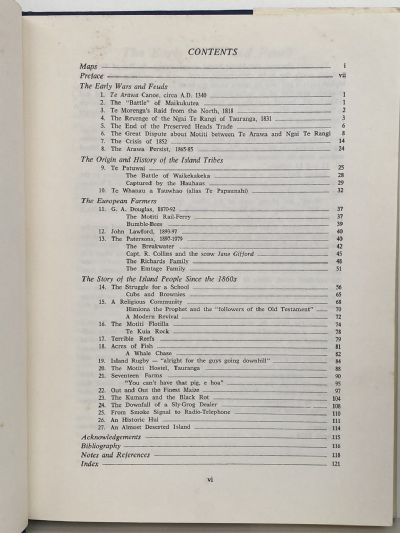 CONTENTS
Maps i
Preface vii
The Early Wars and Feuds
1. Te Arawa Canoe, circa A.D. 1340 1
2. The "Battle" of Maikukutea 1
3. Te Morenga's Raid from the North, 1818 2
4. The Revenge of the Ngai Te Rangi of Tauranga, 1831 3
5. The End of the Preserved Heads Trade 6
6. The Great Dispute about Motiti between Te Arawa and Ngai Te Rangi 8
7. The Crisis of 1852 14
8. The Arawa Persist, 1865-85 24
The Origin and History of the Island Tribes
9. Te Patuwai 25
The Battle of Waikekakeka 28
Captured by the Hauhaus 29
10. Te Whanau a Tauwhao (alias Te Papaunahi) 32
The European Farmers
11. G. A. Douglas, 1870-92 37
The Motiti Rail-Ferry 37
Bumble-Bees 39
12. John Lawford, 1893-97 40
13. The Patersons, 1897-1979 40
The Breakwater 42
Capt. R. Collins and the scow Jane Gifford 45
The Richards Family 48
The Emtage Family 51
The Story of the Island People Since the 1860s
14. The Struggle for a School 56
Cubs and Brownies 65
15. A Religious Community 68
Himiona the Prophet and the "followers of the Old Testament" 70
A Modern Revival 72
16. The Motiti Flotilla 74
Te Kuia Rock 78
17. Terrible Reefs 79
18. Acres of Fish 81
A Whale Chase 82
19. Island Rugby — "alright for the guys going downhill" 84
20. The Motiti Hostel, Tauranga 88
21. Seventeen Farms 90
"You can't have that pig, e hoa" 95
22. Out and Out the Finest Maize 97
23. The Kumara and the Black Rot 104
24. The Downfall of a Sly-Grog Dealer 108
25. From Smoke Signal to Radio-Telephone 110
26. An Historic Hui 111
27. An Almost Deserted Island 114
Acknowledgements 115
Bibliography 116
Notes and References 118
Index 121
vi